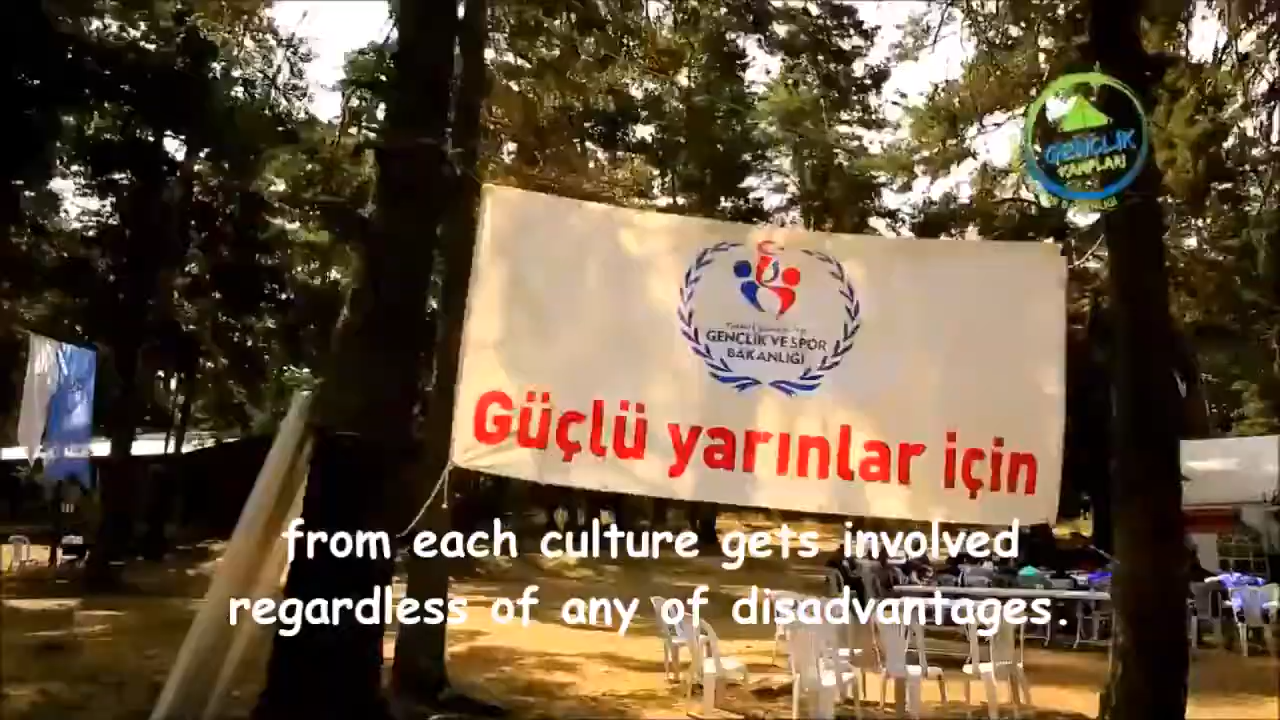 GENÇLİK
KAMPLARI
GENÇLİK VE SPOR
BAKANLIĞI
Güçlü yarınlar için
from each culture gets involved
regardless of any of disadvantages.